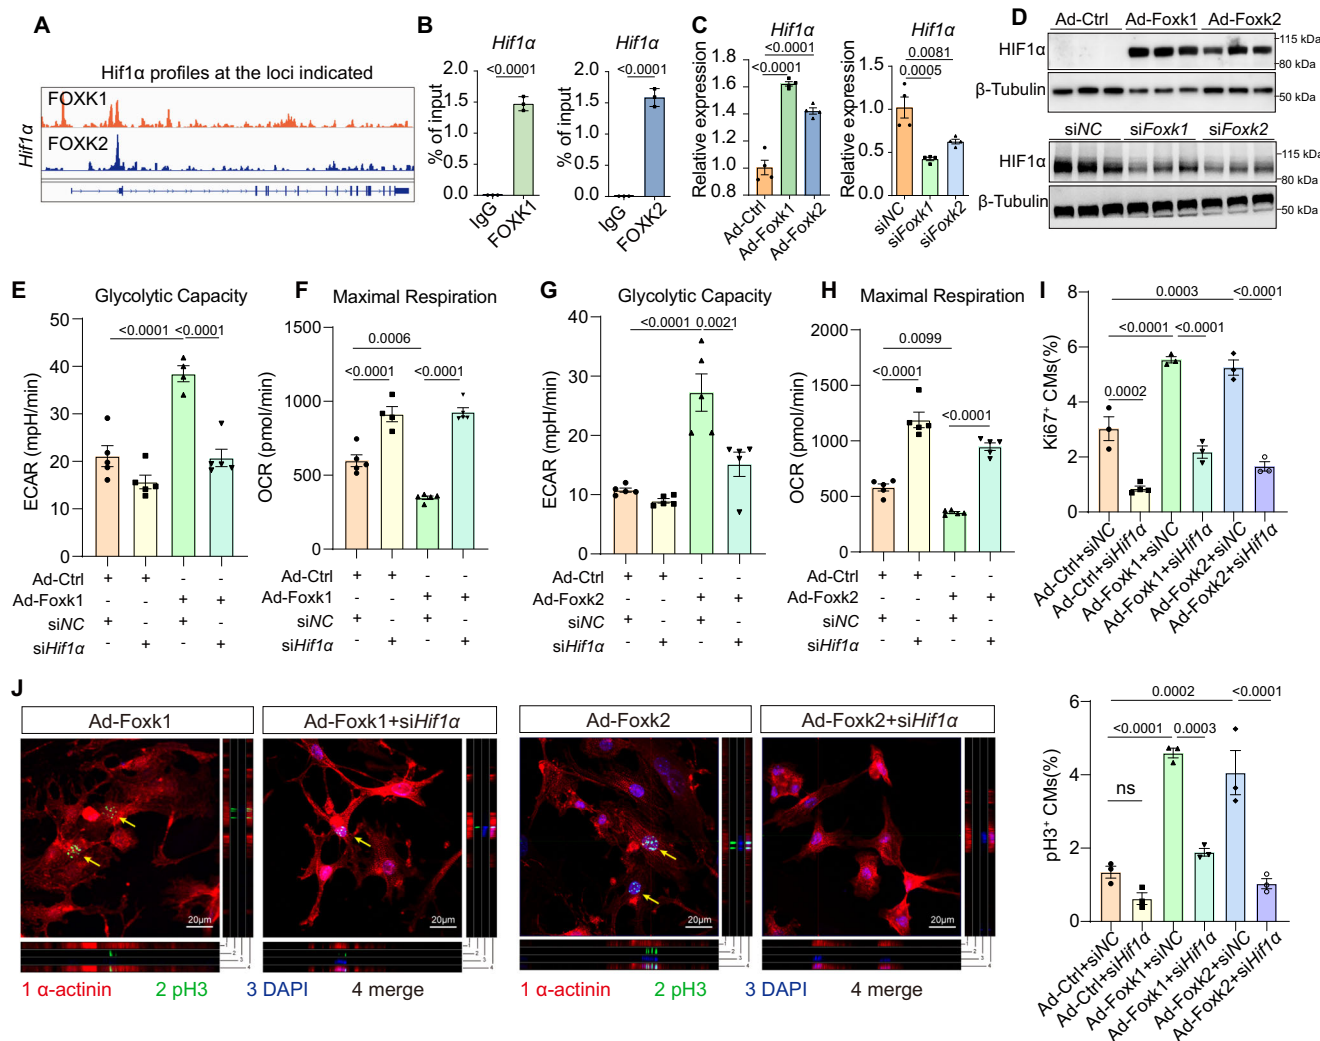 A
Hif1α profiles at the loci indicated
Hif1α
FOXK1
FOXK2
B
Hif1α
<0.0001
% of input
2.0
1.5
1.0
0.5
0.0
IgG
FOXK1
Hif1α
<0.0001
% of input
2.0
1.5
1.0
0.5
0.0
IgG
FOXK2
C
Hif1α
<0.0001
<0.0001
Relative expression
1.8
1.6
1.4
1.2
1.0
0.8
Ad-Ctrl
Ad-Foxk1
Ad-Foxk2
Hif1α
0.0081
0.0005
Relative expression
1.5
1.0
0.5
0.0
siNC
siFoxk1
siFoxk2
D
Ad-Ctrl Ad-Foxk1 Ad-Foxk2
HIF1α
115 kDa
80 kDa
β-Tubulin
50 kDa
siNC siFoxk1 siFoxk2
HIF1α
115 kDa
80 kDa
β-Tubulin
50 kDa
E
Glycolytic Capacity
<0.0001 <0.0001
ECAR (mpH/min)
50
40
30
20
10
0
Ad-Ctrl + + - -
Ad-Foxk1 - - + +
siNC + - + -
siHif1α - + - +
F
Maximal Respiration
0.0006
<0.0001 <0.0001
OCR (pmol/min)
1500
1000
500
0
Ad-Ctrl + + - -
Ad-Foxk1 - - + +
siNC + - + -
siHif1α - + - +
G
Glycolytic Capacity
<0.0001 0.0021
ECAR (mpH/min)
40
30
20
10
0
Ad-Ctrl + + - -
Ad-Foxk2 - - + +
siNC + - + -
siHif1α - + - +
H
Maximal Respiration
0.0099
<0.0001
<0.0001
OCR (pmol/min)
2000
1500
1000
500
0
Ad-Ctrl + + - -
Ad-Foxk2 - - + +
siNC + - + -
siHif1α - + - +
I
0.0003 <0.0001
<0.0001 <0.0001
0.0002
Ki67⁺ CMs(%)
8
6
4
2
0
Ad-Ctrl+siNC
Ad-Ctrl+siHif1α
Ad-Foxk1+siNC
Ad-Foxk1+siHif1α
Ad-Foxk2+siNC
Ad-Foxk2+siHif1α
J
Ad-Foxk1
Ad-Foxk1+siHif1α
Ad-Foxk2
Ad-Foxk2+siHif1α
20μm
20μm
20μm
20μm
1
2
3
4
1
2
3
4
1 α-actinin 2 pH3 3 DAPI 4 merge
1 α-actinin 2 pH3 3 DAPI 4 merge
0.0002 <0.0001
<0.0001 0.0003
ns
pH3⁺ CMs(%)
6
4
2
0
Ad-Ctrl+siNC
Ad-Ctrl+siHif1α
Ad-Foxk1+siNC
Ad-Foxk1+siHif1α
Ad-Foxk2+siNC
Ad-Foxk2+siHif1α